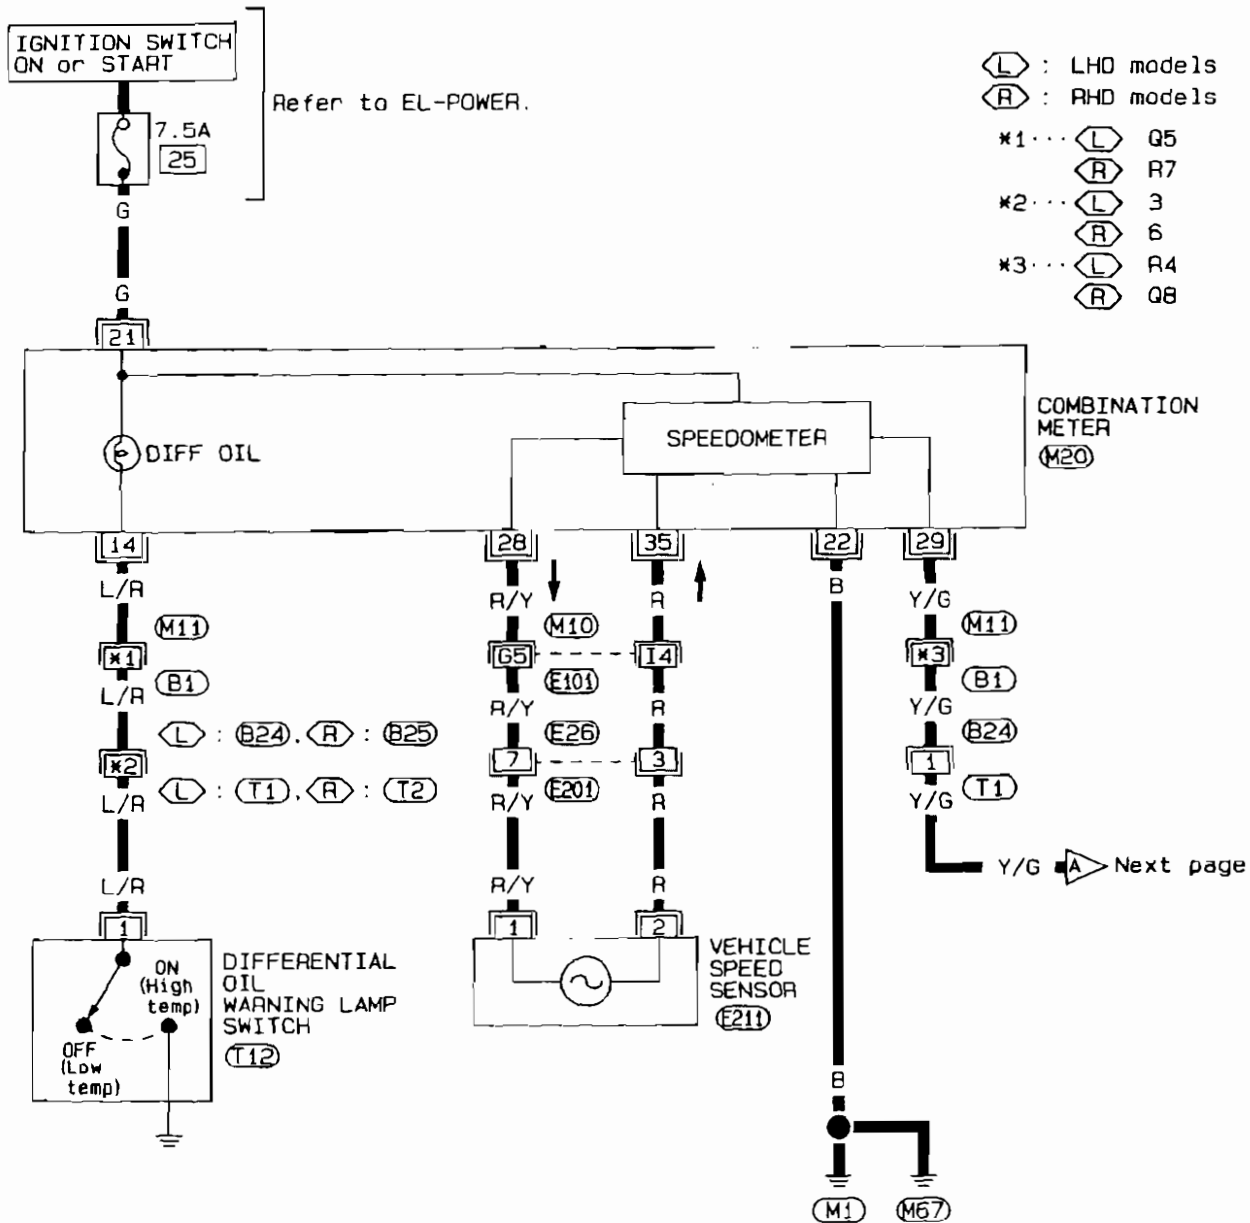 IGNITION SWITCH
ON or START
Refer to EL-POWER.
7.5A
25
G
G
L : LHD models
R : RHD models
*1··· L Q5
R R7
*2··· L 3
R 6
*3··· L R4
R Q8
21
DIFF OIL
SPEEDOMETER
COMBINATION
METER
M20
14
28
35
22
29
L/R
R/Y
R
B
Y/G
M11
M10
M11
*1
G5
I4
*3
B1
E101
B1
L/R
R/Y
R
Y/G
L : B24, R : B25
E26
B24
*2
7
3
1
L : T1, R : T2
E201
T1
L/R
R/Y
R
Y/G
Y/G A Next page
L/R
R/Y
R
1
1
2
ON
(High
temp)
OFF
(Low
temp)
DIFFERENTIAL
OIL
WARNING LAMP
SWITCH
T12
VEHICLE
SPEED
SENSOR
E211
B
M1
M67